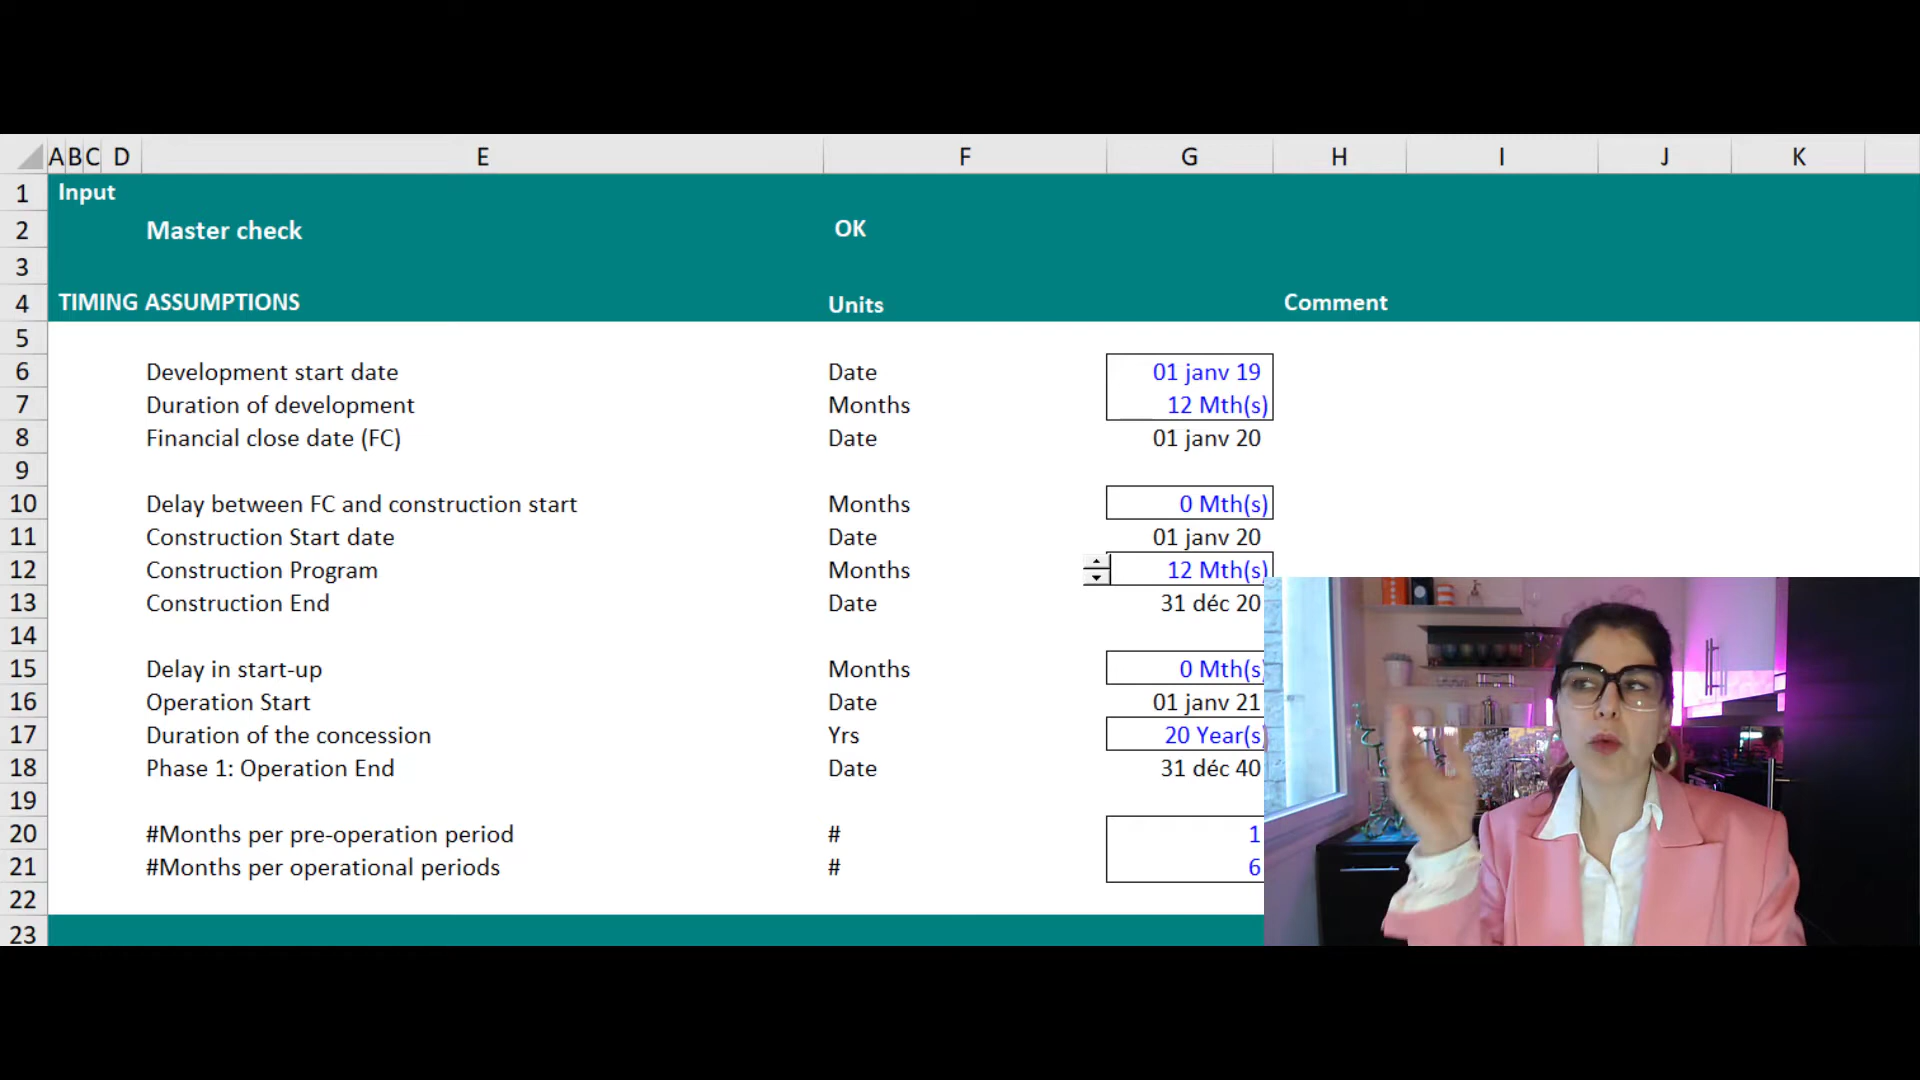 A B C D E F G H I J K
1 Input
2 Master check OK
3
4 TIMING ASSUMPTIONS Units Comment
5
6 Development start date Date 01 janv 19
7 Duration of development Months 12 Mth(s)
8 Financial close date (FC) Date 01 janv 20
9
10 Delay between FC and construction start Months 0 Mth(s)
11 Construction Start date Date 01 janv 20
12 Construction Program Months 12 Mth(s)
13 Construction End Date 31 déc 20
14
15 Delay in start-up Months 0 Mth(s)
16 Operation Start Date 01 janv 21
17 Duration of the concession Yrs 20 Year(s)
18 Phase 1: Operation End Date 31 déc 40
19
20 #Months per pre-operation period # 1
21 #Months per operational periods # 6
22
23